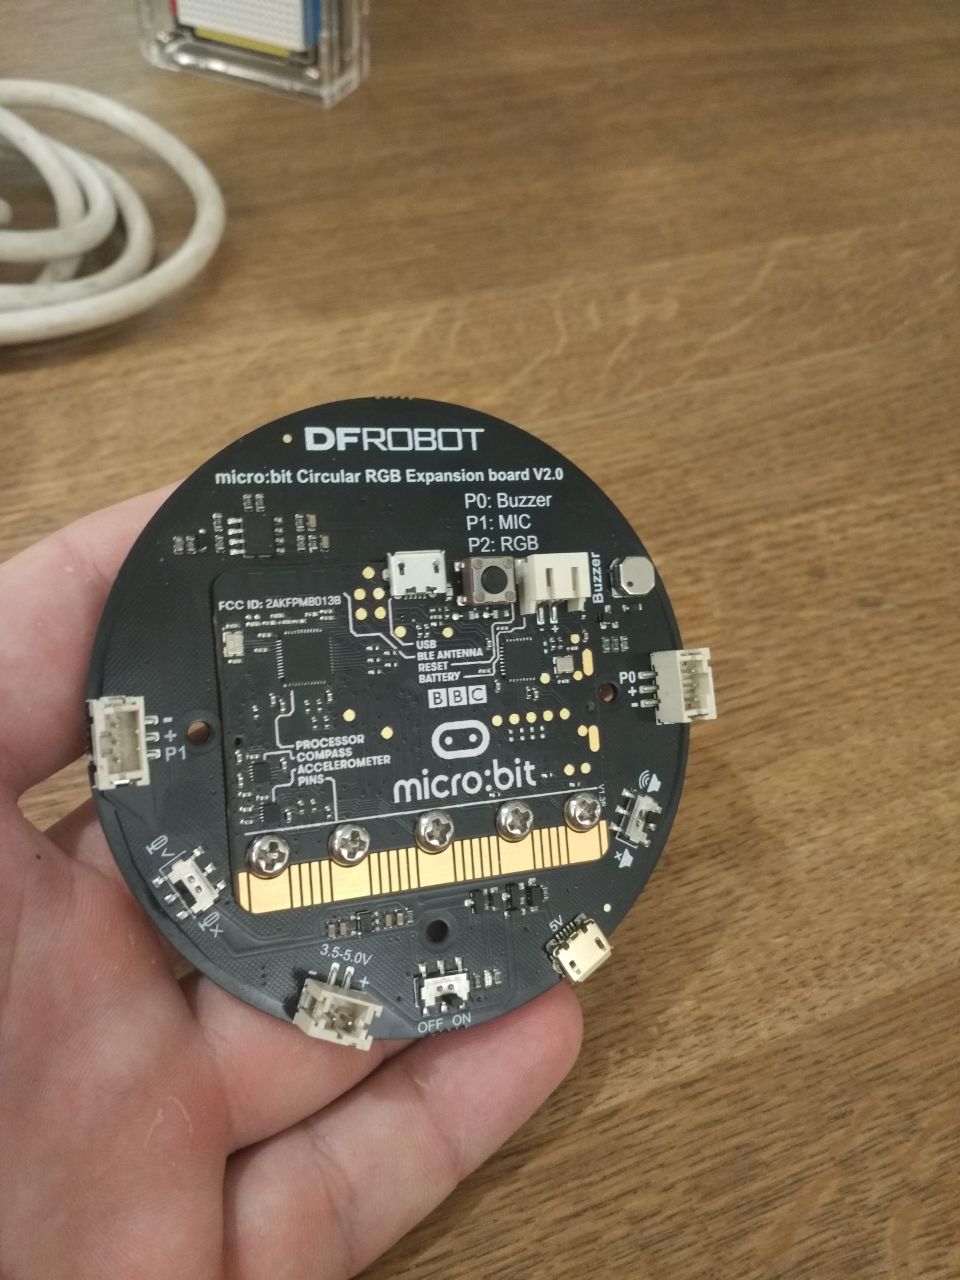 DFROBOT
micro:bit Circular RGB Expansion board V2.0
P0: Buzzer
P1: MIC
P2: RGB
Buzzer
FCC ID: 2AKFPMB013B
USB
BLE ANTENNA
RESET
BATTERY
BBC
P0
+
-
-
+
P1
PROCESSOR
COMPASS
ACCELEROMETER
PINS
micro:bit
V1.3B
5V
3.5-5.0V
- +
OFF ON